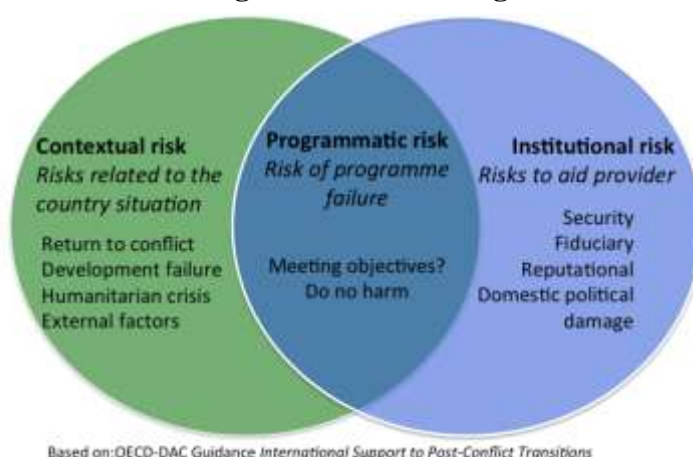 Contextual risk
Risks related to the
country situation
Return to conflict
Development failure
Humanitarian crisis
External factors
Programmatic risk
Risk of programme
failure
Meeting objectives?
Do no harm
Institutional risk
Risks to aid provider
Security
Fiduciary
Reputational
Domestic political
damage
Based on:OECD-DAC Guidance International Support to Post-Conflict Transitions